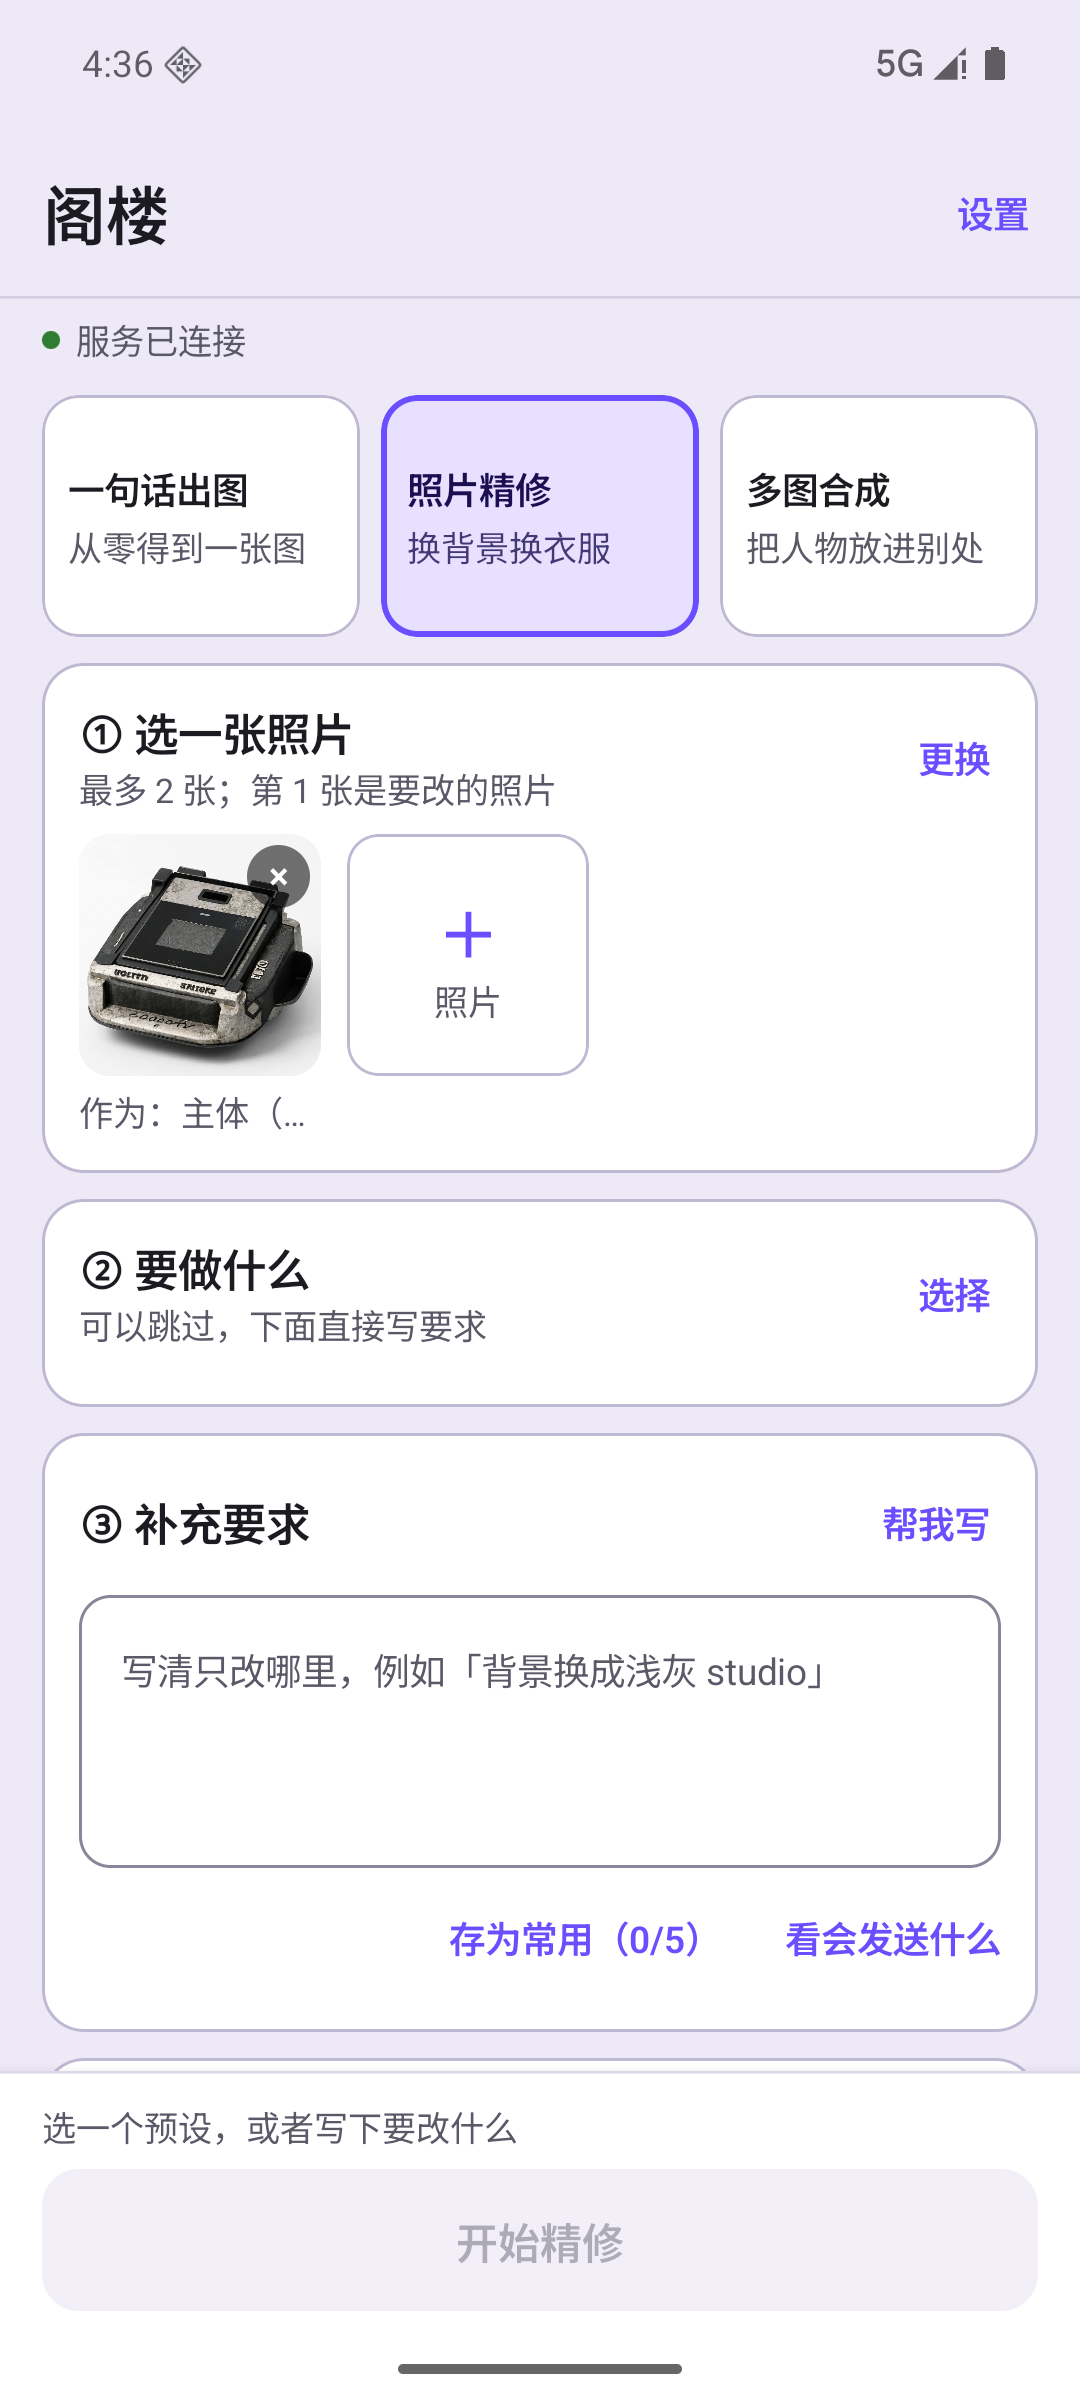 4:36
5G
阁楼
设置
服务已连接
一句话出图
从零得到一张图
照片精修
换背景换衣服
多图合成
把人物放进别处
① 选一张照片
最多 2 张；第 1 张是要改的照片
更换
×
照片
作为：主体（…
② 要做什么
可以跳过，下面直接写要求
选择
③ 补充要求
帮我写
写清只改哪里，例如「背景换成浅灰 studio」
存为常用（0/5）
看会发送什么
选一个预设，或者写下要改什么
开始精修